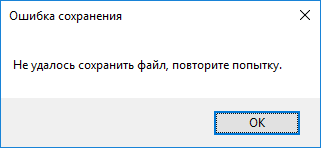 Ошибка сохранения
Не удалось сохранить файл, повторите попытку.
OK